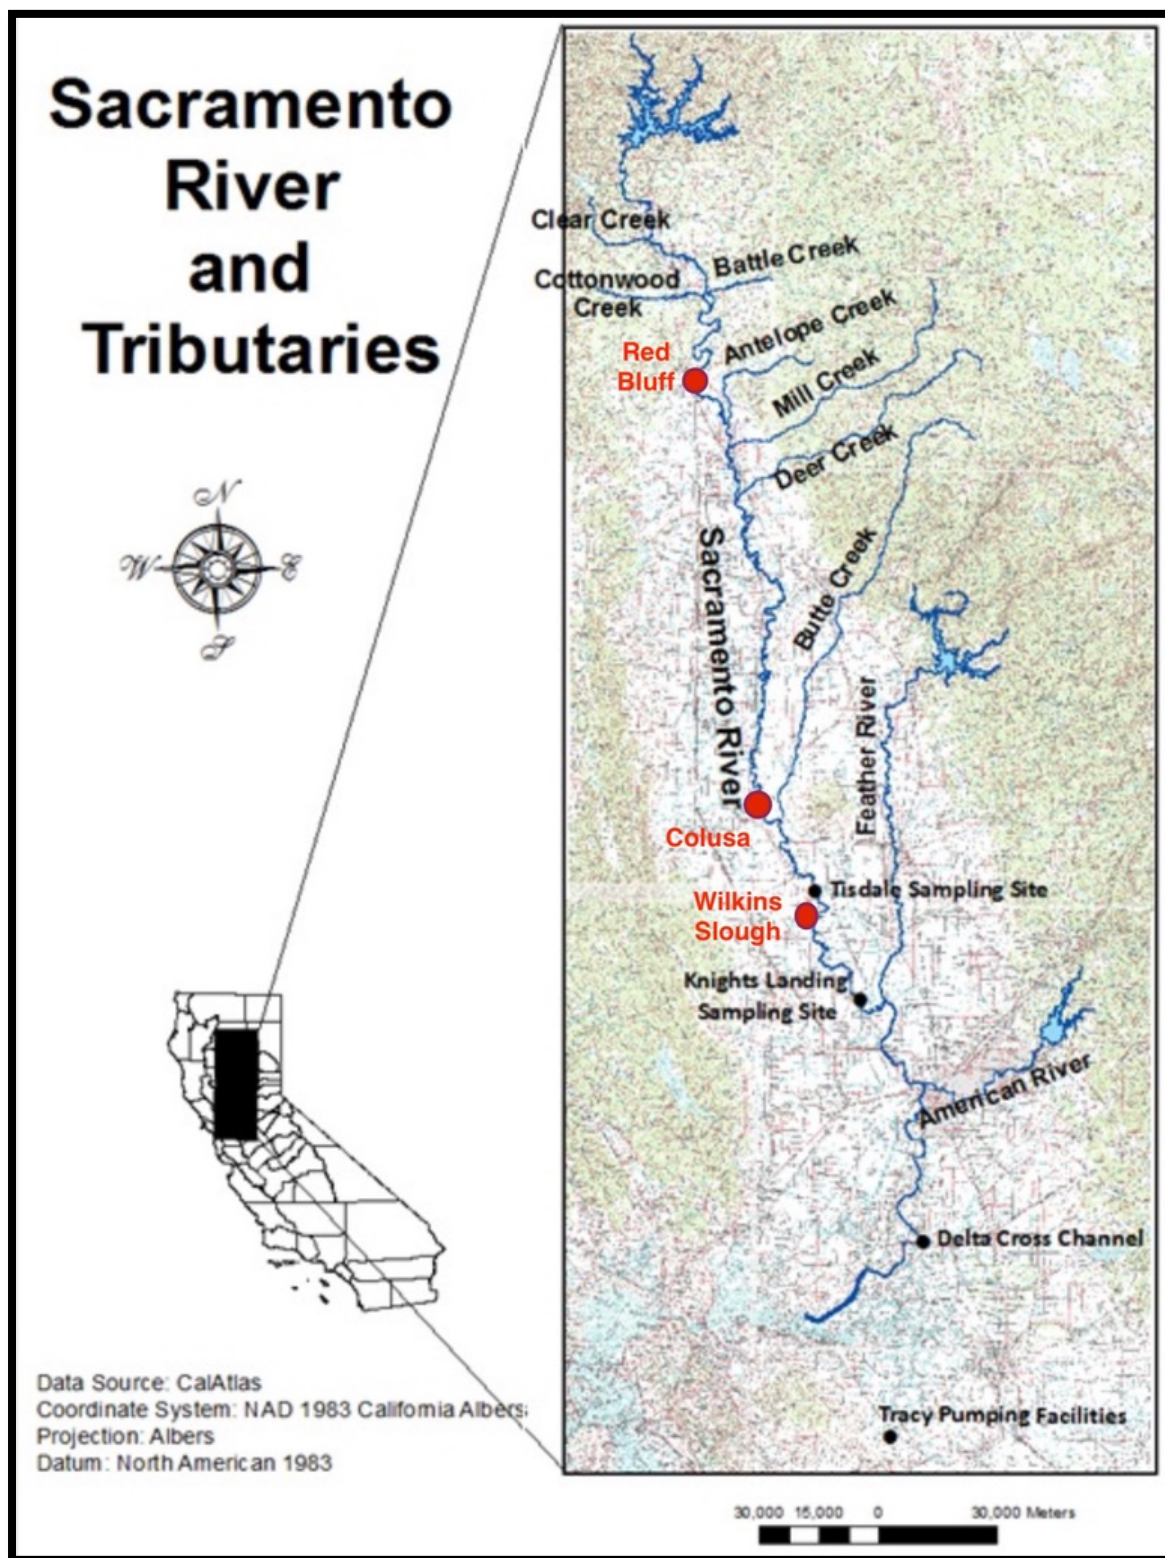 Sacramento
River
and
Tributaries
Clear Creek
Battle Creek
Cottonwood
Creek
Antelope Creek
Red
Bluff
Mill Creek
Deer Creek
N
W
E
S
Sacramento River
Butte Creek
Feather River
Colusa
Tisdale Sampling Site
Wilkins
Slough
Knights Landing
Sampling Site
American River
Delta Cross Channel
Data Source: CalAtlas
Coordinate System: NAD 1983 California Albers
Projection: Albers
Datum: North American 1983
Tracy Pumping Facilities
30,000 15,000 0 30,000 Meters